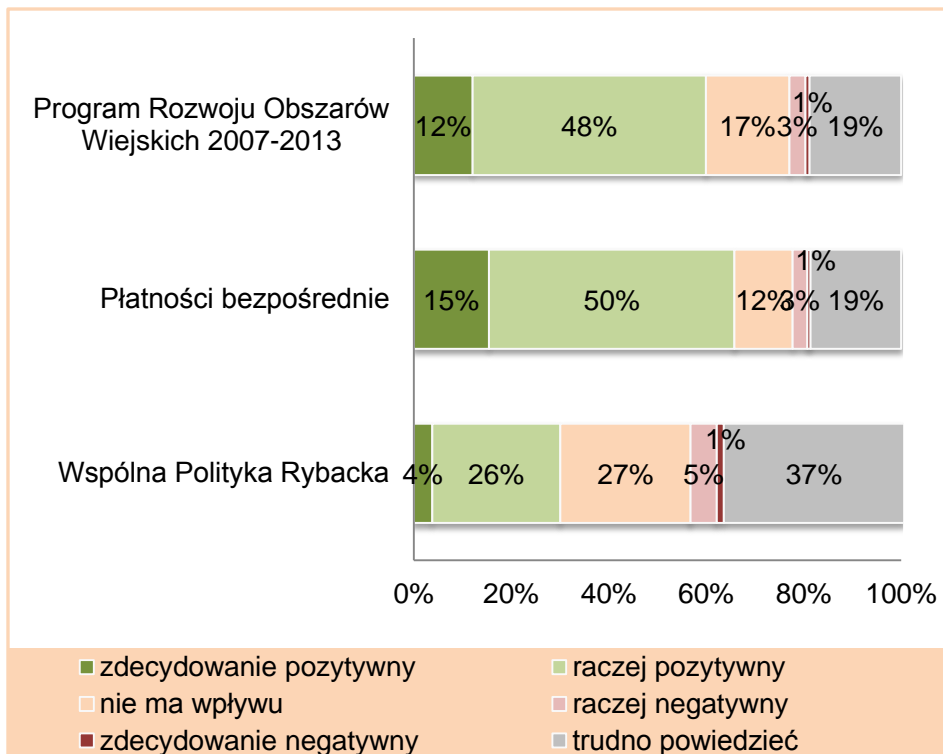 Program Rozwoju Obszarów
Wiejskich 2007-2013
12% 48% 17% 3% 1% 19%
Płatności bezpośrednie
15% 50% 12% 3% 1% 19%
Wspólna Polityka Rybacka
4% 26% 27% 5% 1% 37%
0% 20% 40% 60% 80% 100%
zdecydowanie pozytywny raczej pozytywny
nie ma wpływu raczej negatywny
zdecydowanie negatywny trudno powiedzieć